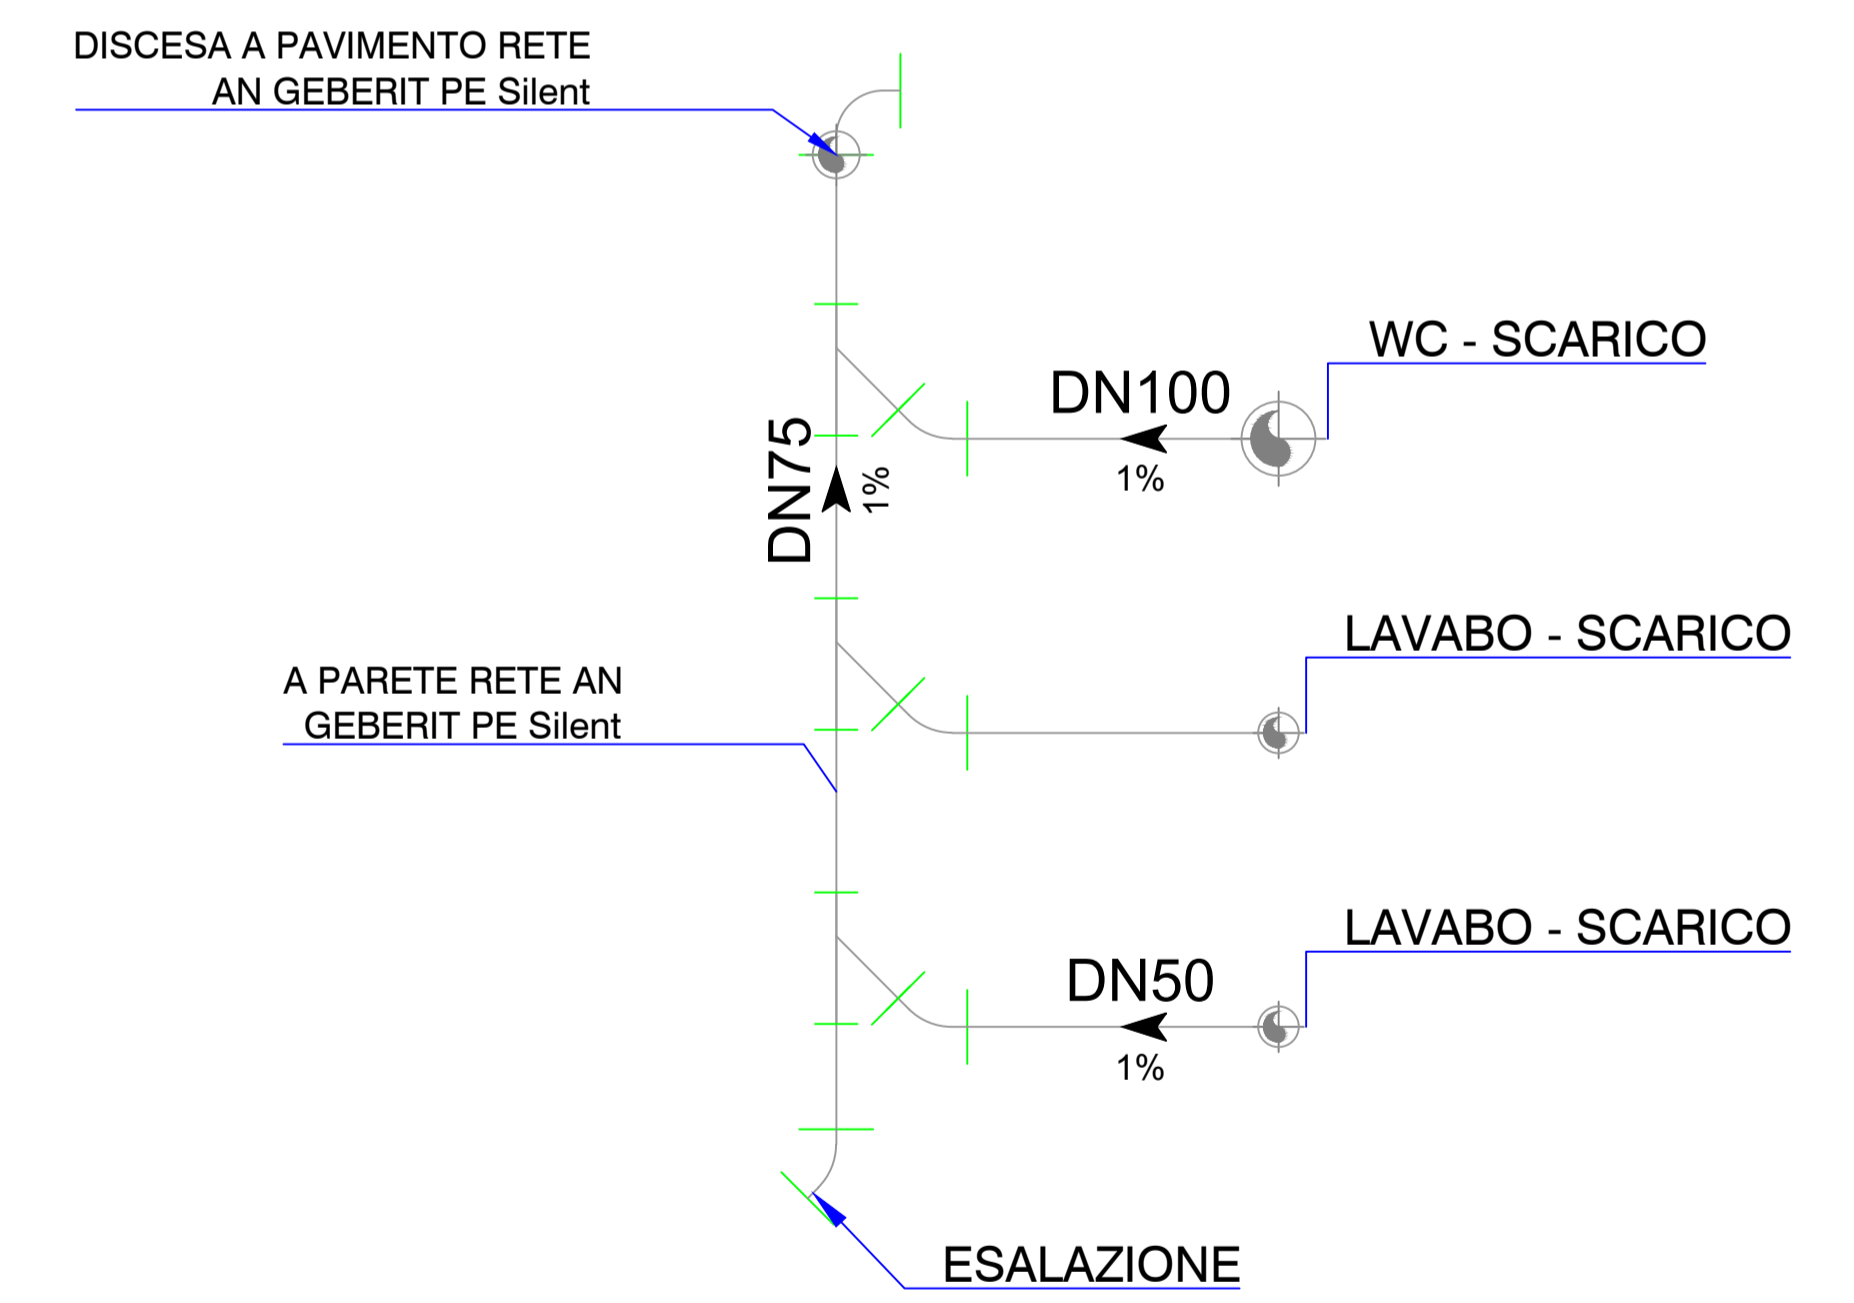 DISCESA A PAVIMENTO RETE
AN GEBERIT PE Silent
WC - SCARICO
DN100
1%
DN75
1%
LAVABO - SCARICO
A PARETE RETE AN
GEBERIT PE Silent
LAVABO - SCARICO
DN50
1%
ESALAZIONE